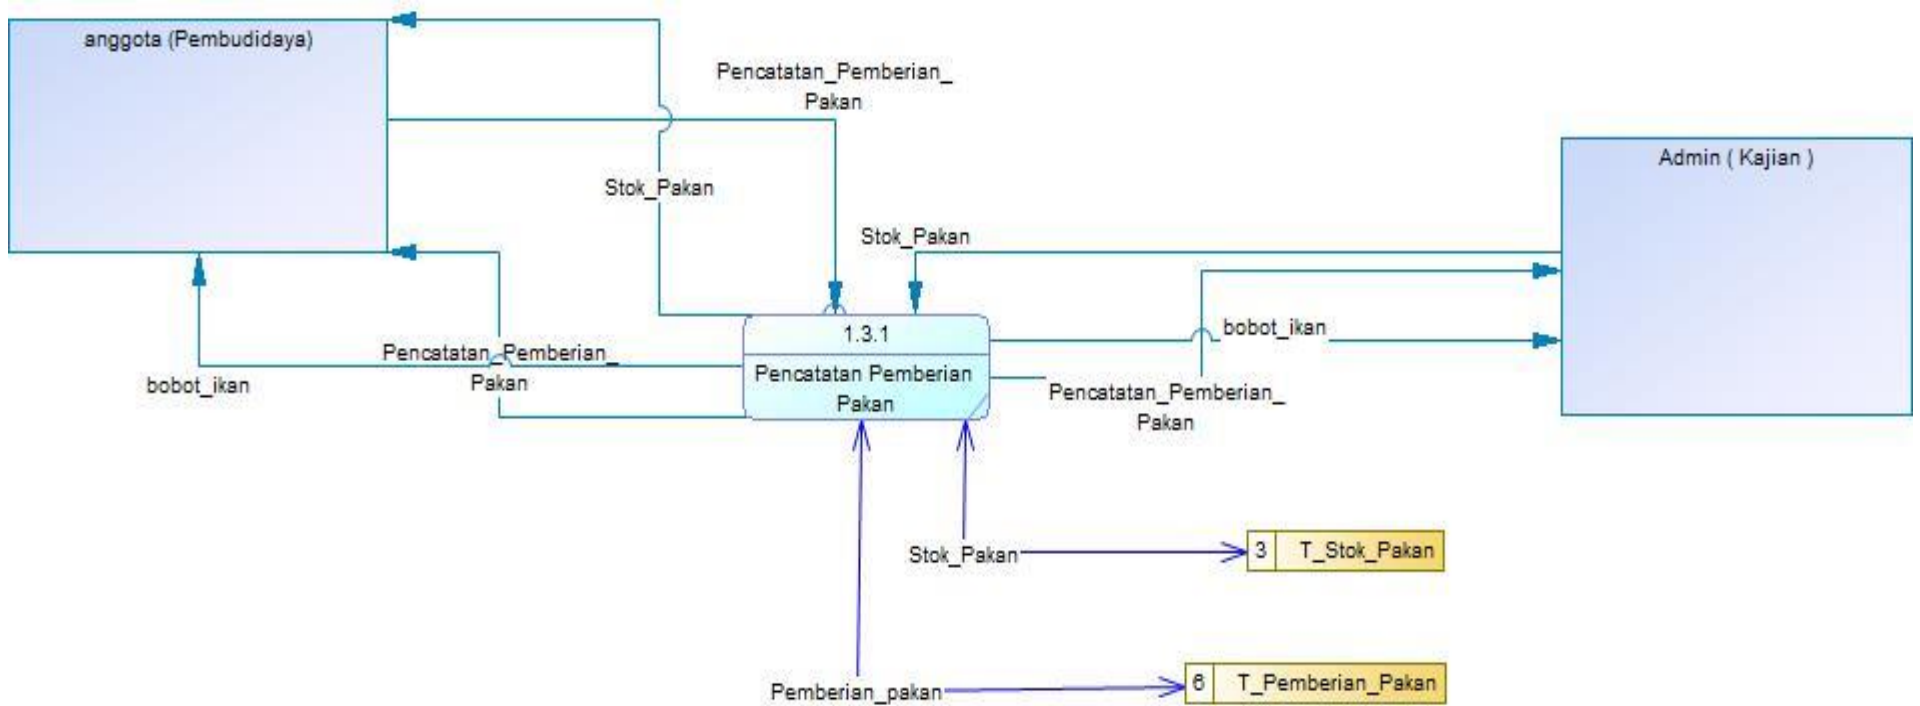 anggota (Pembudidaya)
Pencatatan_Pemberian_
Pakan
Admin ( Kajian )
Stok_Pakan
Stok_Pakan
1.3.1
bobot_ikan
Pencatatan_Pemberian_
Pakan
bobot_ikan
Pencatatan Pemberian
Pakan
Pencatatan_Pemberian_
Pakan
Stok_Pakan
3 T_Stok_Pakan
Pemberian_pakan
6 T_Pemberian_Pakan